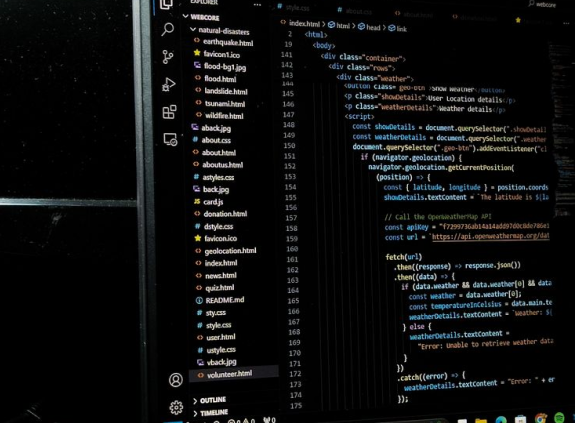 EXPLORER
WEBCORE
natural-disasters
earthquake.html
favicon1.ico
flood-bg1.jpg
flood.html
landslide.html
tsunami.html
wildfire.html
aback.jpg
about.css
about.html
aboutus.html
astyles.css
back.jpg
card.js
donation.html
dstyle.css
favicon.ico
geolocation.html
index.html
news.html
quiz.html
README.md
sty.css
style.css
user.html
ustyle.css
vback.jpg
volunteer.html
OUTLINE
TIMELINE
0 0 0
webcore
style.css
index.html > html > head > link
2 <html>
19 <body>
141 <div class="container">
142 <div class="rows">
143 <div class="weather">
144 <button class="geo-btn">Show Weather</button>
145 <p class="showDetails">User Location details</p>
146 <p class="weatherDetails">Weather details</p>
147 <script>
148 const showDetails = document.querySelector(".showDetail
149 const weatherDetails = document.querySelector(".weather
150 document.querySelector(".geo-btn").addEventListener("cl
151 if (navigator.geolocation) {
152 navigator.geolocation.getCurrentPosition(
153 (position) => {
154 const { latitude, longitude } = position.coords
155 showDetails.textContent = `The latitude is ${la
156
157 // Call the OpenWeatherMap API
158 const apiKey =
159 const url = `https://api.openweathermap.org/dat
160
161 fetch(url)
162 .then((response) => response.json())
163 .then((data) => {
164 if (data.weather && data.weather[0] && data
165 const weather = data.weather[0];
166 const temperatureInCelsius = data.main.te
167 weatherDetails.textContent = `Weather: ${
168 } else {
169 weatherDetails.textContent =
170 "Error: Unable to retrieve weather data
171 }
172 })
173 .catch((error) => {
174 weatherDetails.textContent = "Error: " + er
175 });